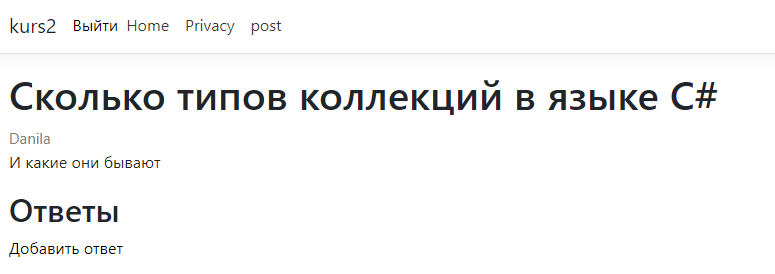 kurs2 Выйти Home Privacy post
Сколько типов коллекций в языке C#
Danila
И какие они бывают
Ответы
Добавить ответ